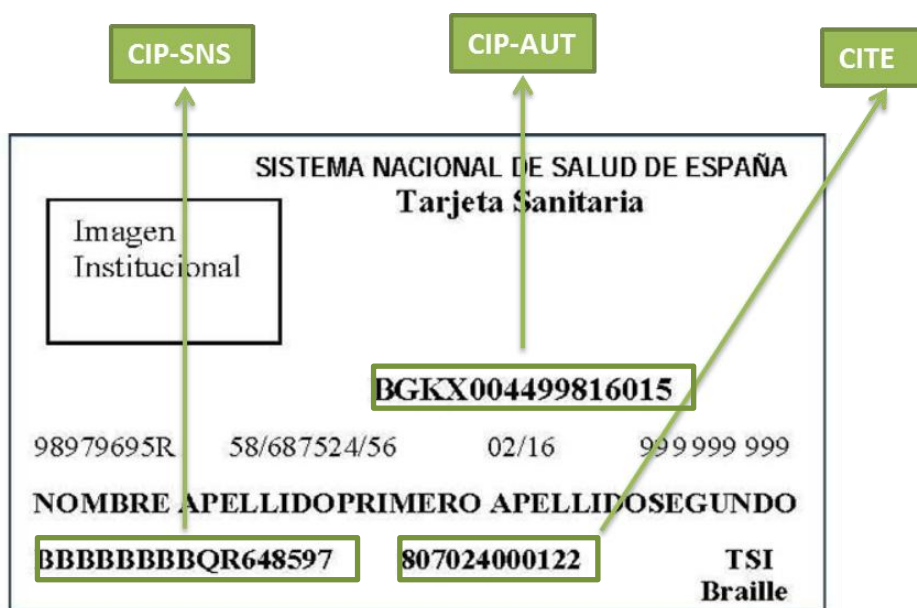 CIP-SNS CIP-AUT CITE
SISTEMA NACIONAL DE SALUD DE ESPAÑA
Tarjeta Sanitaria
Imagen
Institucional
BGKX004499816015
98979695R 58/687524/56 02/16 999 999 999
NOMBRE APELLIDOPRIMERO APELLIDOSEGUNDO
BBBBBBBBQR648597 807024000122 TSI
Braille